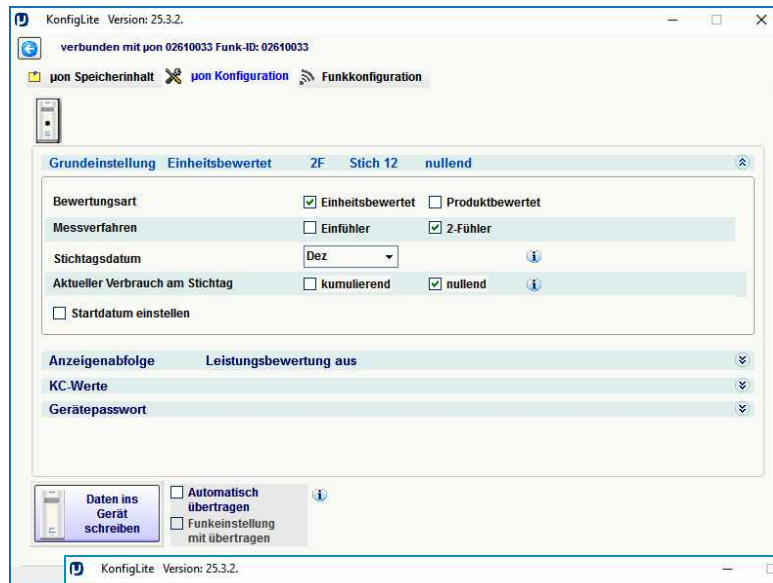 KonfigLite Version: 25.3.2.
verbunden mit µon 02610033 Funk-ID: 02610033
µon Speicherinhalt µon Konfiguration Funkkonfiguration
Grundeinstellung Einheitsbewertet 2F Stich 12 nullend
Bewertungsart Einheitsbewertet Produktbewertet
Messverfahren Einfühler 2-Fühler
Stichtagsdatum Dez
Aktueller Verbrauch am Stichtag kumulierend nullend
Startdatum einstellen
Anzeigenabfolge Leistungsbewertung aus
KC-Werte
Gerätepasswort
Daten ins
Gerät
schreiben
Automatisch
übertragen
Funkeinstellung
mit übertragen
KonfigLite Version: 25.3.2.